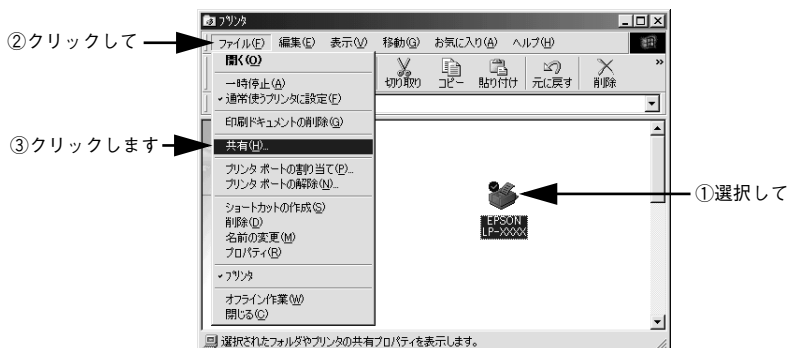 プリンタ
②クリックして
ファイル(F) 編集(E) 表示(V) 移動(G) お気に入り(A) ヘルプ(H)
開く(O)
切り取り コピー 貼り付け 元に戻す 削除 »
一時停止(A)
通常使うプリンタに設定(F)
印刷ドキュメントの削除(G)
③クリックします
共有(H)...
プリンタ ポートの割り当て(P)...
プリンタ ポートの解除(N)...
①選択して
EPSON
LP-XXXX
ショートカットの作成(S)
削除(D)
名前の変更(M)
プロパティ(R)
プリンタ
オフライン作業(W)
閉じる(C)
選択されたフォルダやプリンタの共有プロパティを表示します。